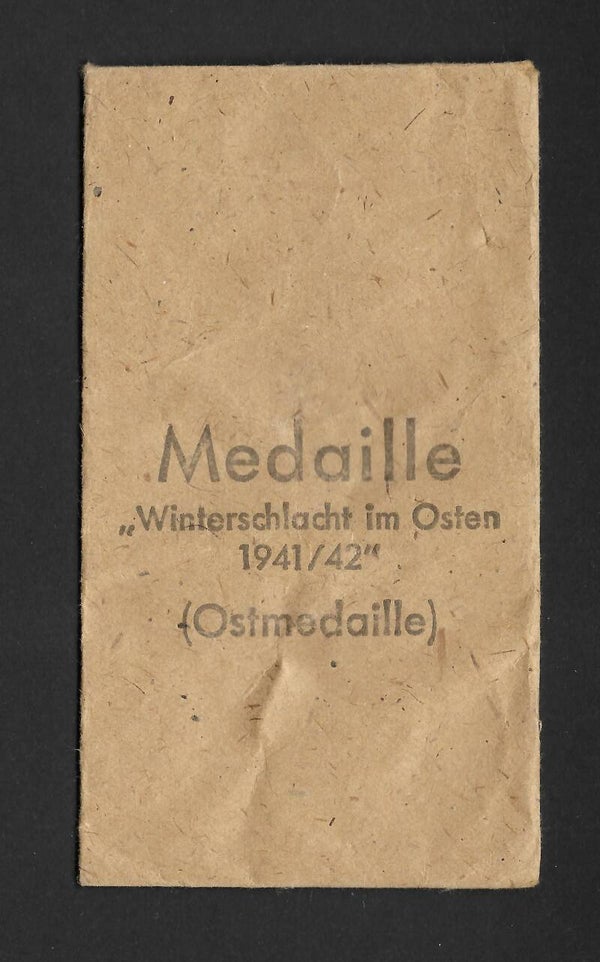 Medaille
„Winterschlacht im Osten
1941/42“
(Ostmedaille)